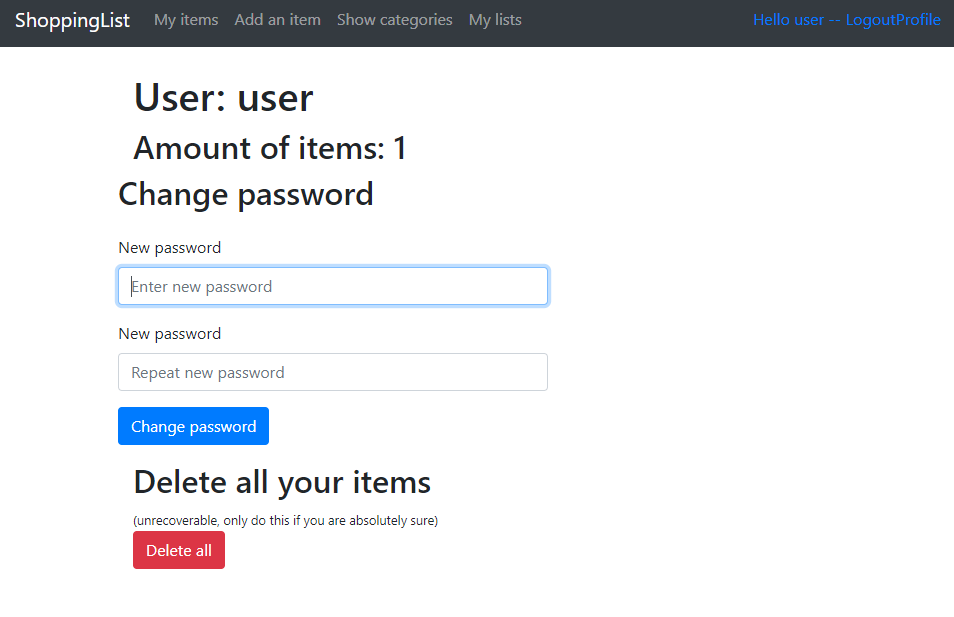 ShoppingList My items Add an item Show categories My lists Hello user -- LogoutProfile
User: user
Amount of items: 1
Change password
New password
Enter new password
New password
Repeat new password
Change password
Delete all your items
(unrecoverable, only do this if you are absolutely sure)
Delete all